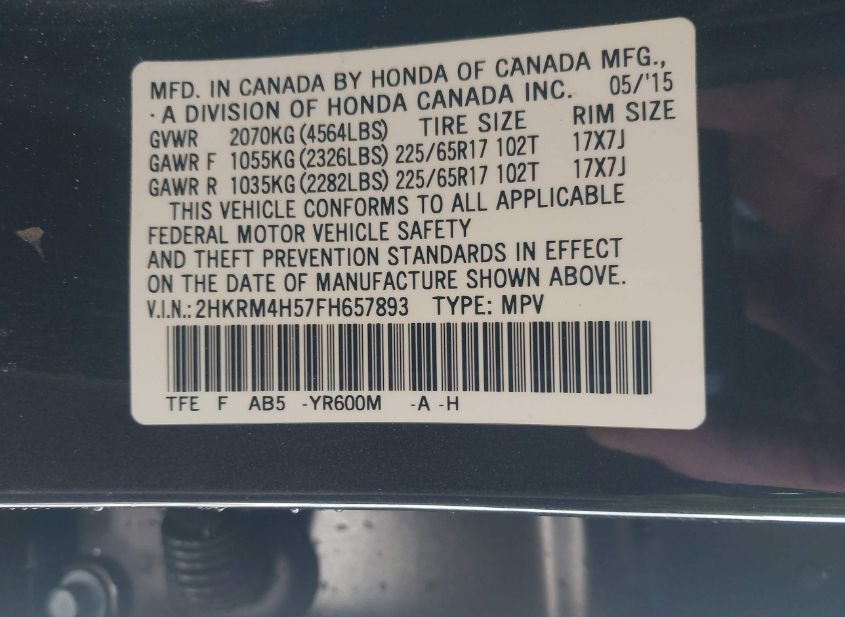 MFD. IN CANADA BY HONDA OF CANADA MFG.,
A DIVISION OF HONDA CANADA INC. 05/'15
GVWR 2070KG (4564LBS) TIRE SIZE RIM SIZE
GAWR F 1055KG (2326LBS) 225/65R17 102T 17X7J
GAWR R 1035KG (2282LBS) 225/65R17 102T 17X7J
THIS VEHICLE CONFORMS TO ALL APPLICABLE
FEDERAL MOTOR VEHICLE SAFETY
AND THEFT PREVENTION STANDARDS IN EFFECT
ON THE DATE OF MANUFACTURE SHOWN ABOVE.
V.I.N.: 2HKRM4H57FH657893 TYPE: MPV
TFE F AB5 -YR600M -A -H